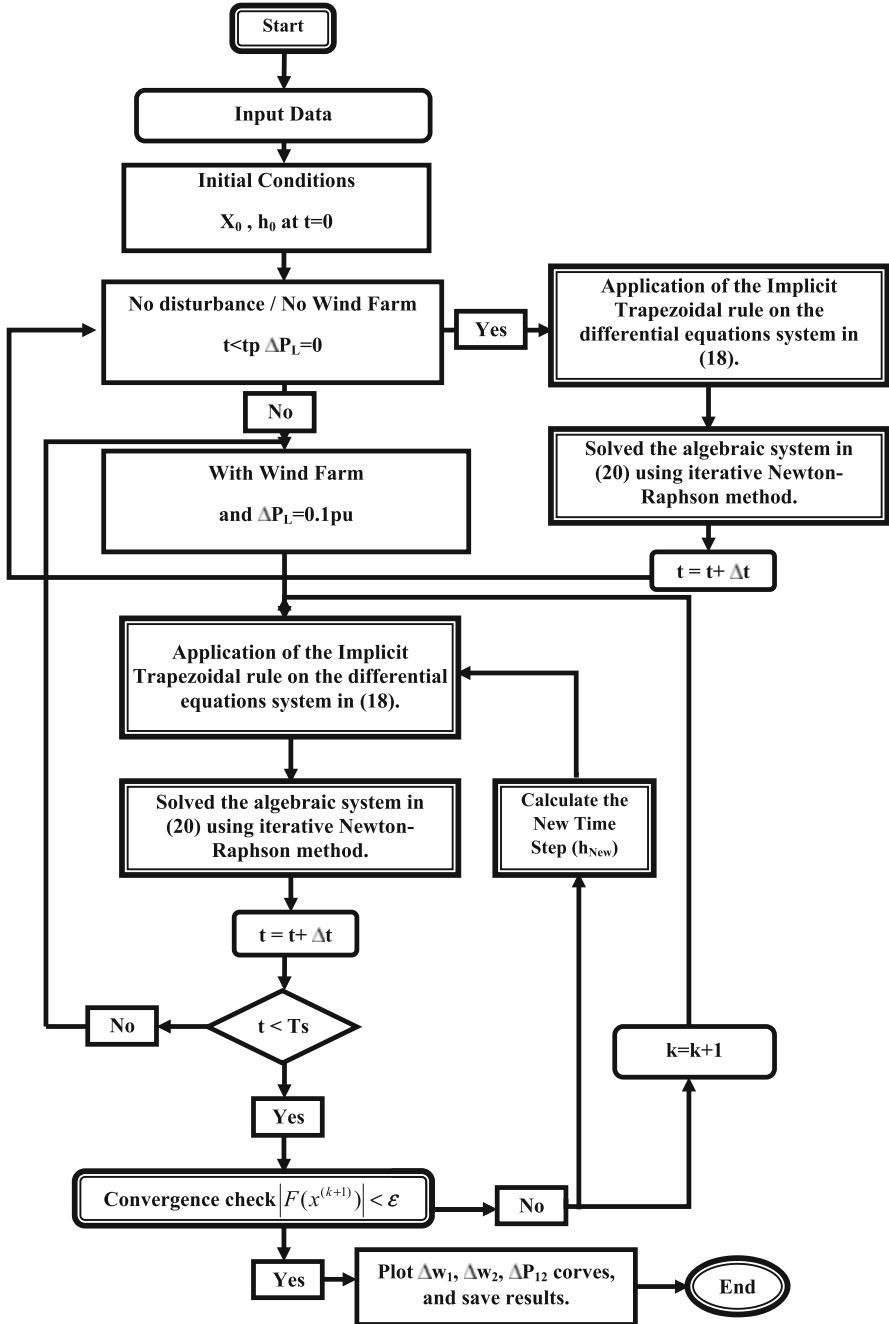 Start
Input Data
Initial Conditions
X₀ , h₀ at t=0
No disturbance / No Wind Farm
t<tp ΔP_L=0
Yes
Application of the Implicit
Trapezoidal rule on the
differential equations system in
(18).
Solved the algebraic system in
(20) using iterative Newton-
Raphson method.
t = t+ Δt
No
With Wind Farm
and ΔP_L=0.1pu
Application of the Implicit
Trapezoidal rule on the differential
equations system in (18).
Solved the algebraic system in
(20) using iterative Newton-
Raphson method.
Calculate the
New Time
Step (h_New)
t = t+ Δt
t < Ts
No
k=k+1
Yes
Convergence check |F(x^(k+1))| < ε
No
Yes
Plot Δw₁, Δw₂, ΔP₁₂ corves,
and save results.
End